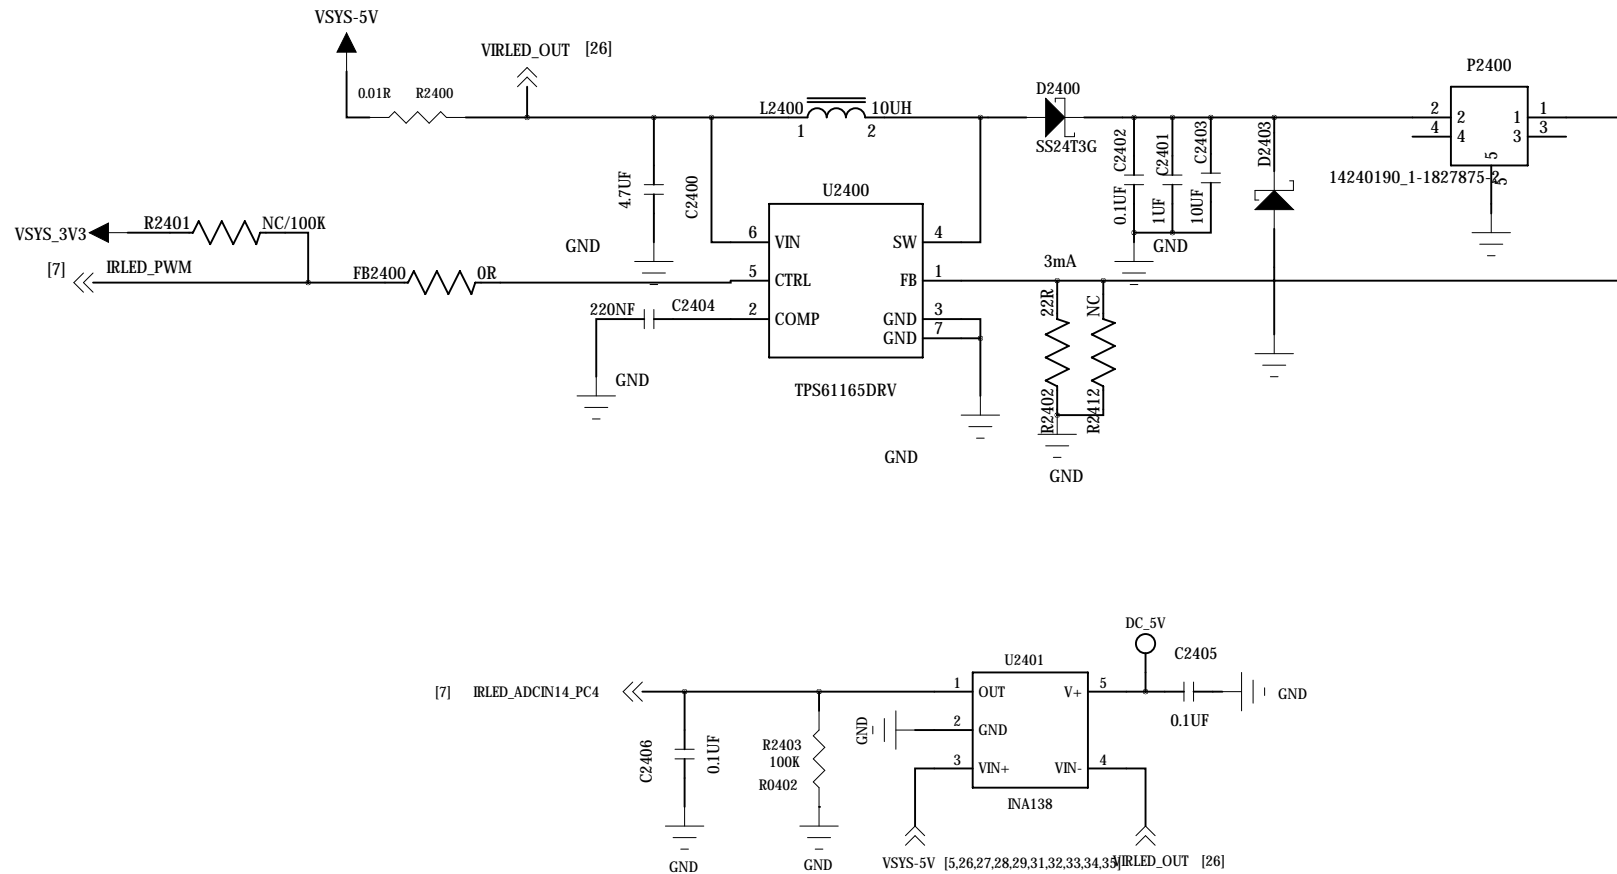 VSYS-5V
VIRLED_OUT [26]
P2400
0.01R R2400
L2400 10UH
1 2
D2400
SS24T3G
C2402
0.1UF
C2401
1UF
C2403
10UF
D2403
2 2 1 1
4 4 3 3
5
5
14240190_1-1827875-2
4.7UF
C2400
U2400
GND
GND
R2401 NC/100K
VSYS_3V3
[7] IRLED_PWM
FB2400 0R
6 VIN SW 4
5 CTRL FB 1
2 COMP GND 3
GND 7
3mA
220NF C2404
GND
TPS61165DRV
22R
R2402
NC
R2412
GND
GND
DC_5V
C2405
U2401
[7] IRLED_ADCIN14_PC4
1 OUT V+ 5
GND
0.1UF
2 GND
GND
3 VIN+ VIN- 4
C2406
0.1UF
R2403
100K
R0402
INA138
GND
GND
VSYS-5V [5,26,27,28,29,31,32,33,34,35]
VIRLED_OUT [26]